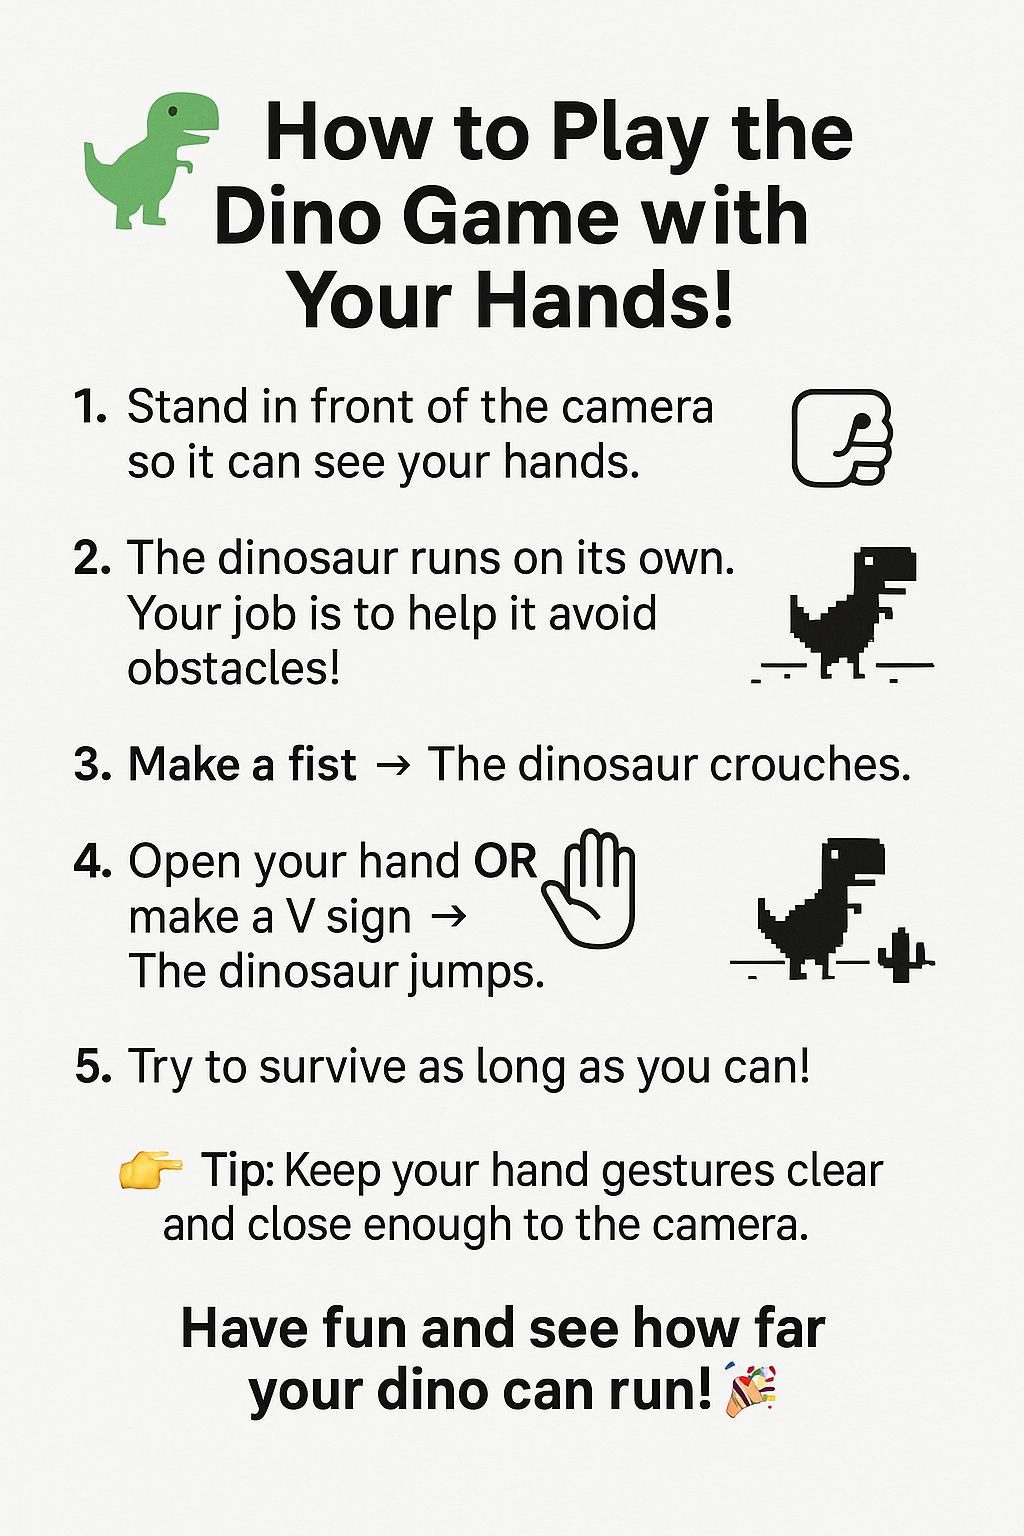 How to Play the
Dino Game with
Your Hands!
1. Stand in front of the camera
so it can see your hands.
2. The dinosaur runs on its own.
Your job is to help it avoid
obstacles!
3. Make a fist → The dinosaur crouches.
4. Open your hand OR
make a V sign →
The dinosaur jumps.
5. Try to survive as long as you can!
👉 Tip: Keep your hand gestures clear
and close enough to the camera.
Have fun and see how far
your dino can run! 🎉